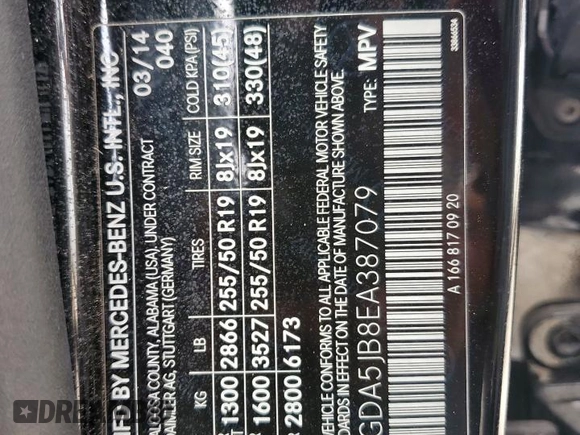 MFD BY MERCEDES-BENZ U.S. INTL., INC
03/14
040
COUNTY, ALABAMA (USA), UNDER CONTRACT
AG, STUTTGART (GERMANY)
KG LB TIRES RIM SIZE COLD KPA (PSI)
1300 2866 255/50 R19 8Jx19 310(45)
1600 3527 255/50 R19 8Jx19 330(48)
2800 6173
VEHICLE CONFORMS TO ALL APPLICABLE FEDERAL MOTOR VEHICLE SAFETY
IN EFFECT ON THE DATE OF MANUFACTURE SHOWN ABOVE.
GDA5JB8EA387079 TYPE: MPV
A 166 817 09 20